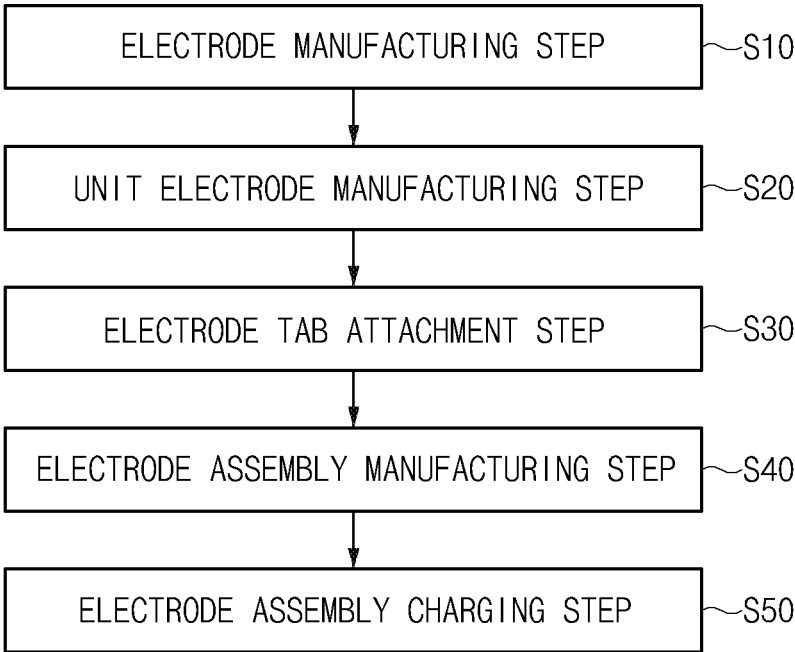 ELECTRODE MANUFACTURING STEP S10
UNIT ELECTRODE MANUFACTURING STEP S20
ELECTRODE TAB ATTACHMENT STEP S30
ELECTRODE ASSEMBLY MANUFACTURING STEP S40
ELECTRODE ASSEMBLY CHARGING STEP S50